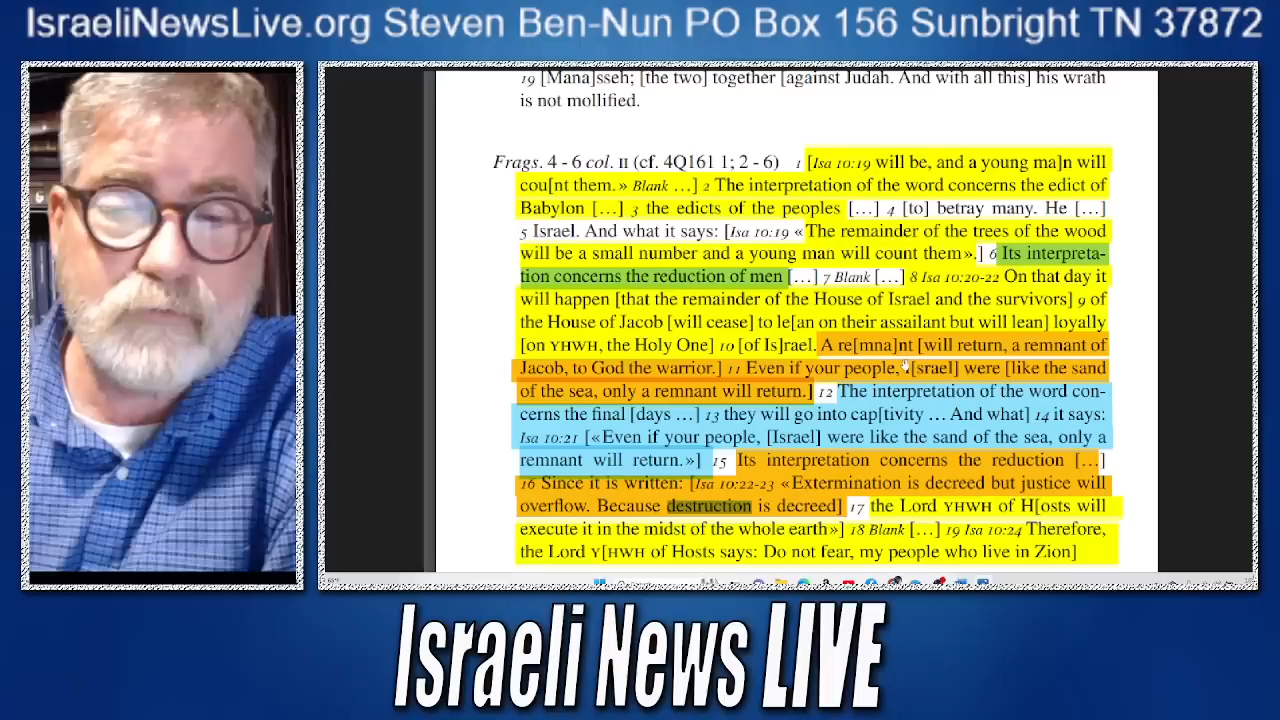 IsraeliNewsLive.org Steven Ben-Nun PO Box 156 Sunbright TN 37872
19 [Mana]sseh; [the two] together [against Judah. And with all this] his wrath
is not mollified.
Frags. 4 - 6 col. II (cf. 4Q161 1; 2 - 6) 1 [Isa 10:19 will be, and a young ma]n will
cou[nt them.» Blank …] 2 The interpretation of the word concerns the edict of
Babylon […] 3 the edicts of the peoples […] 4 [to] betray many. He […]
5 Israel. And what it says: [Isa 10:19 «The remainder of the trees of the wood
will be a small number and a young man will count them».] 6 Its interpreta-
tion concerns the reduction of men […] 7 Blank […] 8 Isa 10:20-22 On that day it
will happen [that the remainder of the House of Israel and the survivors] 9 of
the House of Jacob [will cease] to le[an on their assailant but will lean] loyally
[on YHWH, the Holy One] 10 [of Is]rael. A re[mna]nt [will return, a remnant of
Jacob, to God the warrior.] 11 Even if your people, [srael] were [like the sand
of the sea, only a remnant will return.] 12 The interpretation of the word con-
cerns the final [days …] 13 they will go into cap[tivity … And what] 14 it says:
Isa 10:21 [«Even if your people, [Israel] were like the sand of the sea, only a
remnant will return.»] 15 Its interpretation concerns the reduction […]
16 Since it is written: [Isa 10:22-23 «Extermination is decreed but justice will
overflow. Because destruction is decreed] 17 the Lord YHWH of H[osts will
execute it in the midst of the whole earth»] 18 Blank […] 19 Isa 10:24 Therefore,
the Lord Y[HWH of Hosts says: Do not fear, my people who live in Zion]
Israeli News LIVE